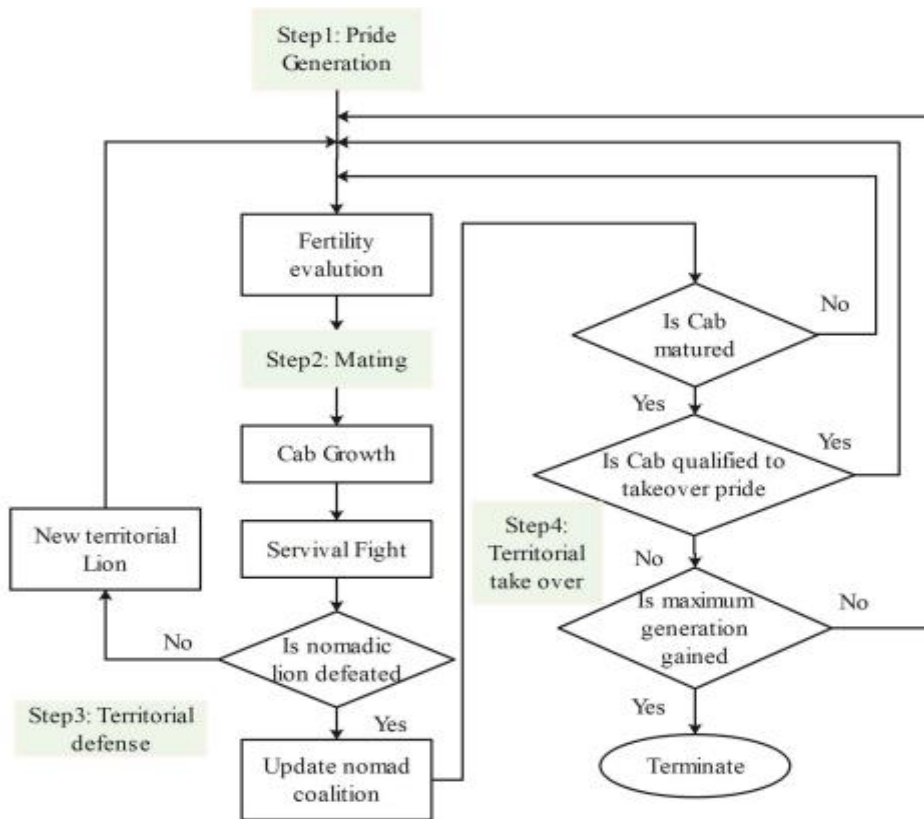 Step1: Pride
Generation
Fertility
evalution
Step2: Mating
Cab Growth
Servival Fight
New territorial
Lion
No
Is nomadic
lion defeated
Step3: Territorial
defense
Yes
Update nomad
coalition
Is Cab
matured
No
Yes
Is Cab qualified to
takeover pride
Yes
Step4:
Territorial
take over
No
Is maximum
generation
gained
No
Yes
Terminate